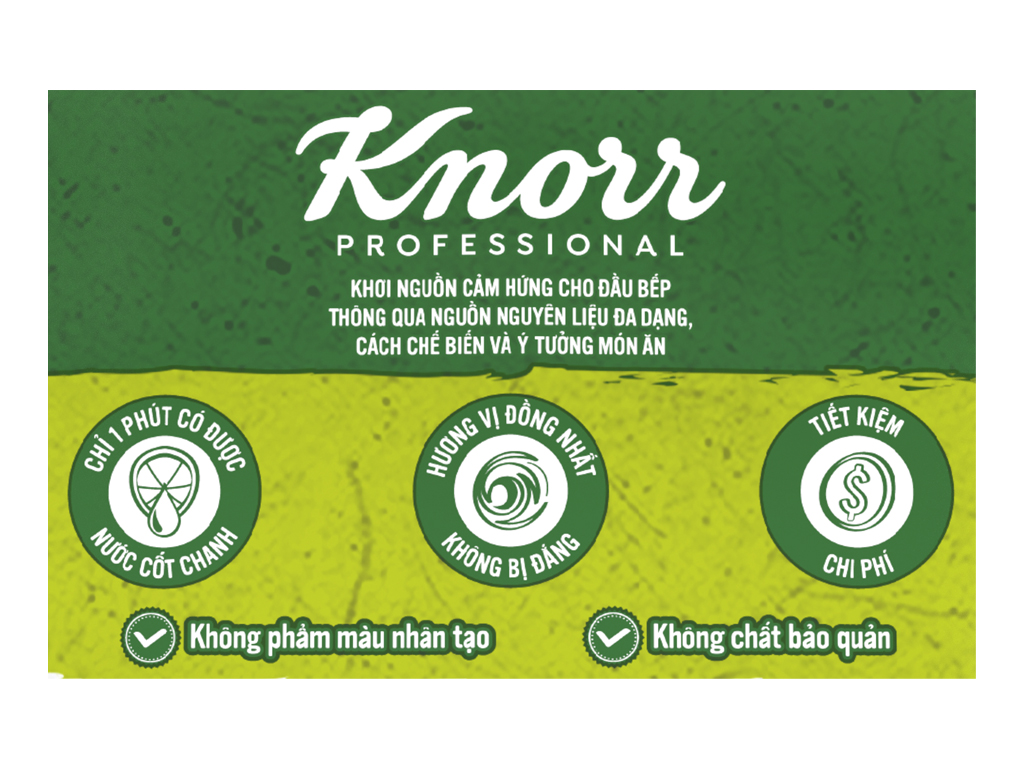 Knorr
PROFESSIONAL
KHƠI NGUỒN CẢM HỨNG CHO ĐẦU BẾP
THÔNG QUA NGUỒN NGUYÊN LIỆU ĐA DẠNG,
CÁCH CHẾ BIẾN VÀ Ý TƯỞNG MÓN ĂN
CHỈ 1 PHÚT CÓ ĐƯỢC
NƯỚC CỐT CHANH
HƯƠNG VỊ ĐỒNG NHẤT
KHÔNG BỊ ĐẮNG
TIẾT KIỆM
$
CHI PHÍ
Không phẩm màu nhân tạo
Không chất bảo quản